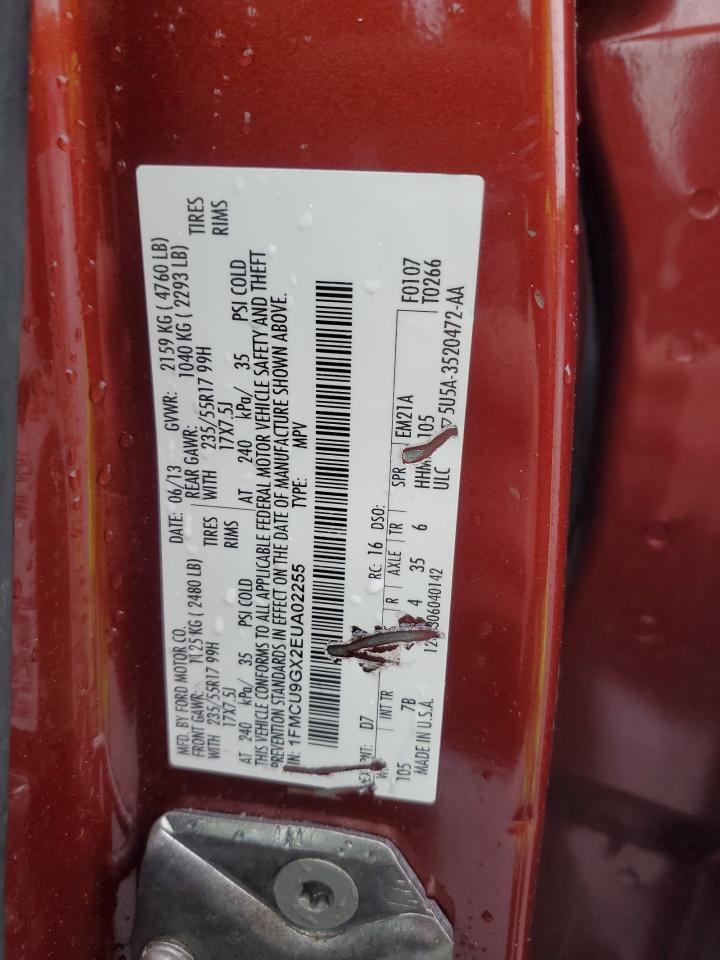 MFD. BY FORD MOTOR CO. DATE: 06/13 GVWR: 2159 KG ( 4760 LB)
FRONT GAWR: 1125 KG ( 2480 LB) REAR GAWR: 1040 KG ( 2293 LB)
WITH 235/55R17 99H TIRES WITH 235/55R17 99H TIRES
17X7.5J RIMS 17X7.5J RIMS
AT 240 kPa/ 35 PSI COLD AT 240 kPa/ 35 PSI COLD
THIS VEHICLE CONFORMS TO ALL APPLICABLE FEDERAL MOTOR VEHICLE SAFETY AND THEFT
PREVENTION STANDARDS IN EFFECT ON THE DATE OF MANUFACTURE SHOWN ABOVE.
IN: 1FMCU9GX2EUA02255 TYPE: MPV
D7 RC: 16 DSO: F0107
INT TR R AXLE TR SPR EM21A T0266
105 7B 4 35 6 105
ULC 5U5A-3520472-AA
MADE IN U.S.A.